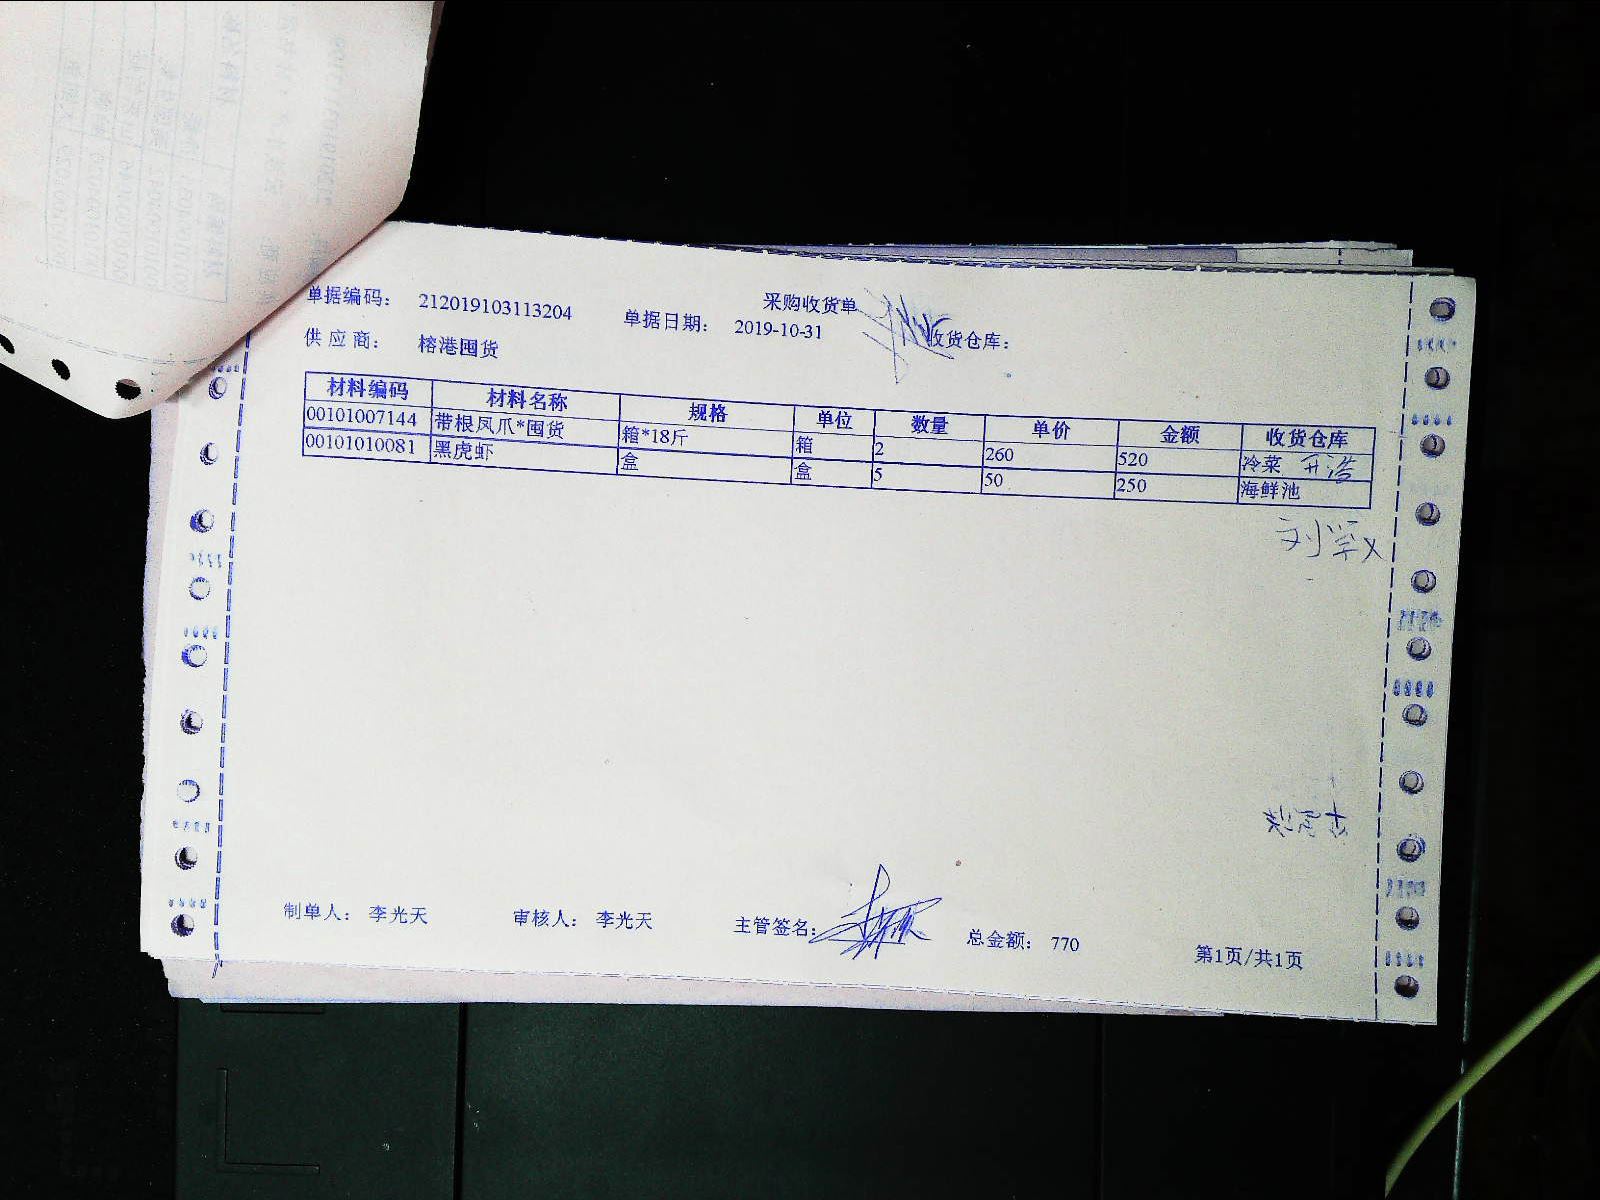 采购收货单
单据编码： 212019103113204 单据日期： 2019-10-31 收货仓库：
供应商： 榕港囤货
材料编码 材料名称 规格 单位 数量 单价 金额 收货仓库
00101007144 带根凤爪*囤货 箱*18斤 箱 2 260 520 冷菜
00101010081 黑虎虾 盒 盒 5 50 250 海鲜池
制单人： 李光天 审核人： 李光天 主管签名： 总金额： 770 第1页/共1页